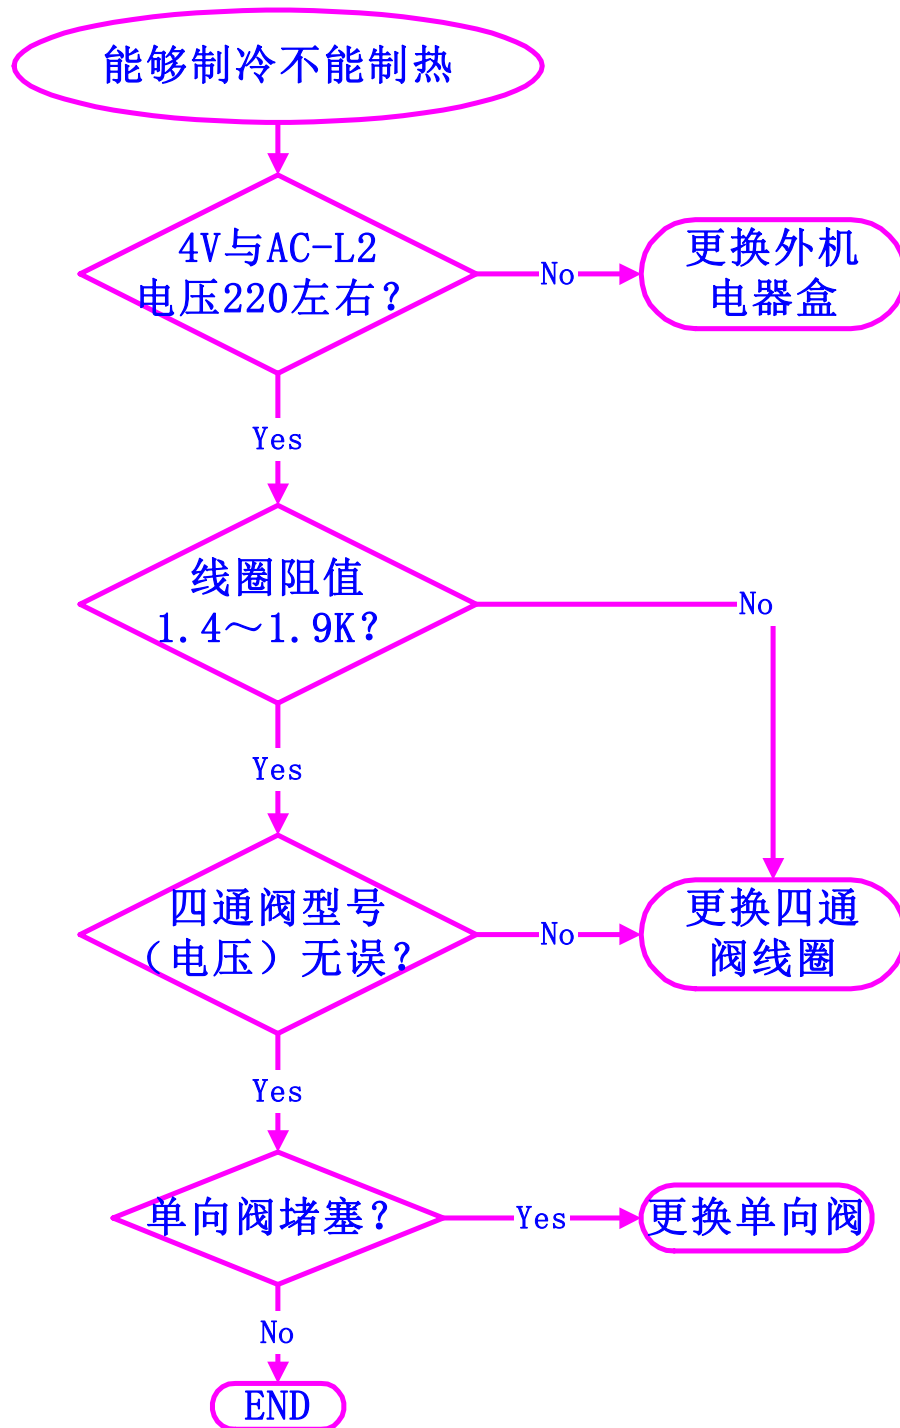 能够制冷不能制热
4V与AC-L2
电压220左右？
No
更换外机
电器盒
Yes
线圈阻值
1.4～1.9K？
No
Yes
四通阀型号
（电压）无误？
No
更换四通
阀线圈
Yes
单向阀堵塞？
Yes
更换单向阀
No
END